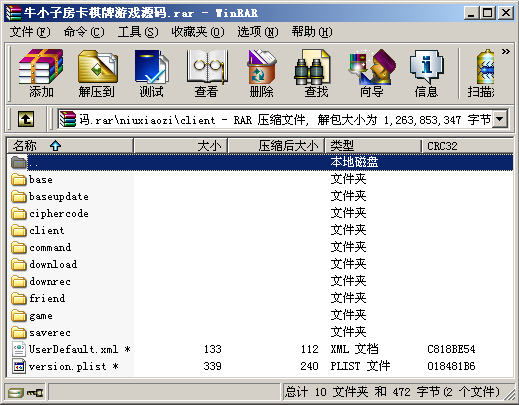 牛小子房卡棋牌游戏源码.rar - WinRAR
文件(F) 命令(C) 工具(S) 收藏夹(O) 选项(N) 帮助(H)
添加 解压到 测试 查看 删除 查找 向导 信息 扫描 »
码.rar\niuxiaozi\client - RAR 压缩文件, 解包大小为 1,263,853,347 字节
名称 大小 压缩后大小 类型 CRC32
.. 本地磁盘
base 文件夹
baseupdate 文件夹
ciphercode 文件夹
client 文件夹
command 文件夹
download 文件夹
downrec 文件夹
friend 文件夹
game 文件夹
saverec 文件夹
UserDefault.xml * 133 112 XML 文档 C818BE54
version.plist * 339 240 PLIST 文件 018481B6
总计 10 文件夹 和 472 字节(2 个文件)